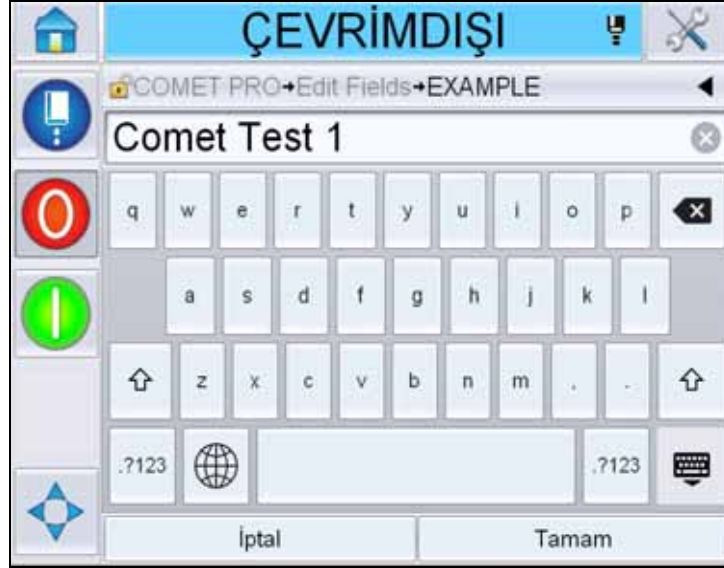 ÇEVRİMDIŞI
COMET PRO→Edit Fields→EXAMPLE
Comet Test 1
q w e r t y u i o p
a s d f g h j k l
z x c v b n m , .
.?123 .?123
İptal Tamam